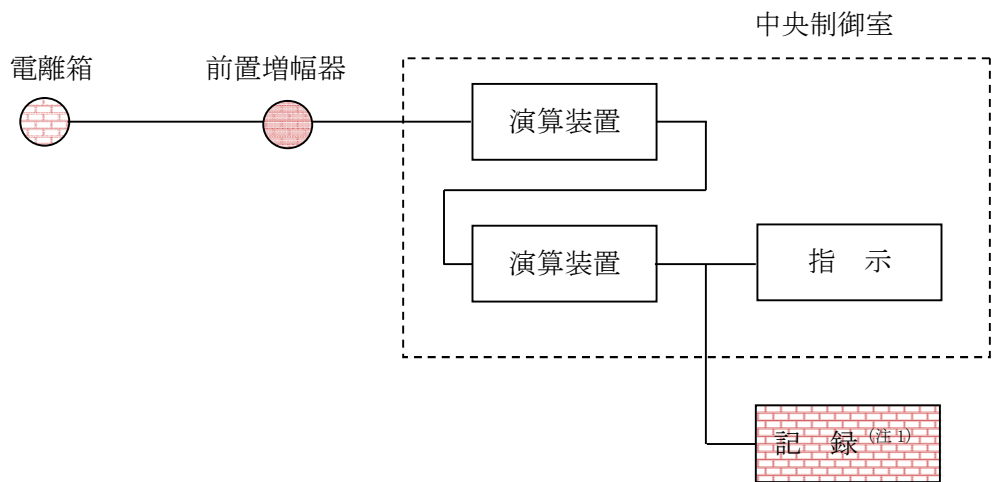 中央制御室
電離箱
前置増幅器
演算装置
演算装置
指 示
記 録(注1)